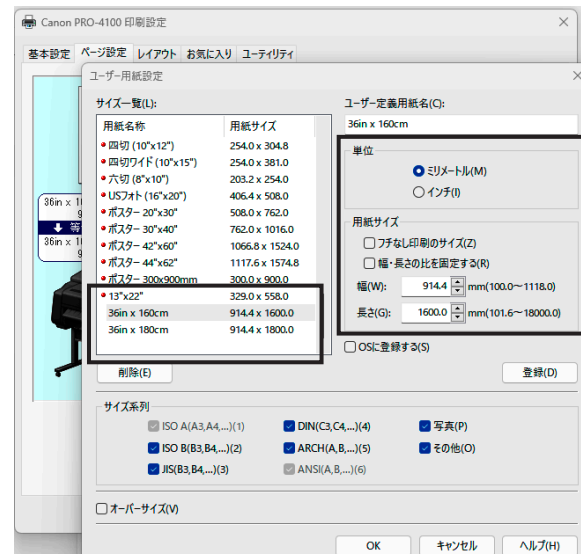 Canon PRO-4100 印刷設定
基本設定 ページ設定 レイアウト お気に入り ユーティリティ
ユーザー用紙設定
サイズ一覧(L):
用紙名称 用紙サイズ
四切 (10"x12") 254.0 x 304.8
四切ワイド (10"x15") 254.0 x 381.0
六切 (8"x10") 203.2 x 254.0
USフォト (16"x20") 406.4 x 508.0
ポスター 20"x30" 508.0 x 762.0
ポスター 30"x40" 762.0 x 1016.0
ポスター 42"x60" 1066.8 x 1524.0
ポスター 44"x62" 1117.6 x 1574.8
ポスター 300x900mm 300.0 x 900.0
13"x22" 329.0 x 558.0
36in x 160cm 914.4 x 1600.0
36in x 180cm 914.4 x 1800.0
削除(E)
ユーザー定義用紙名(C):
36in x 160cm
単位
ミリメートル(M)
インチ(I)
用紙サイズ
フチなし印刷のサイズ(Z)
幅・長さの比を固定する(R)
幅(W): 914.4 mm(100.0～1118.0)
長さ(G): 1600.0 mm(101.6～18000.0)
OSに登録する(S)
登録(D)
サイズ系列
ISO A(A3,A4,...)(1) DIN(C3,C4,...)(4) 写真(P)
ISO B(B3,B4,...)(2) ARCH(A,B,...)(5) その他(O)
JIS(B3,B4,...)(3) ANSI(A,B,...)(6)
オーバーサイズ(V)
OK キャンセル ヘルプ(H)
36in x 1
等
36in x 1